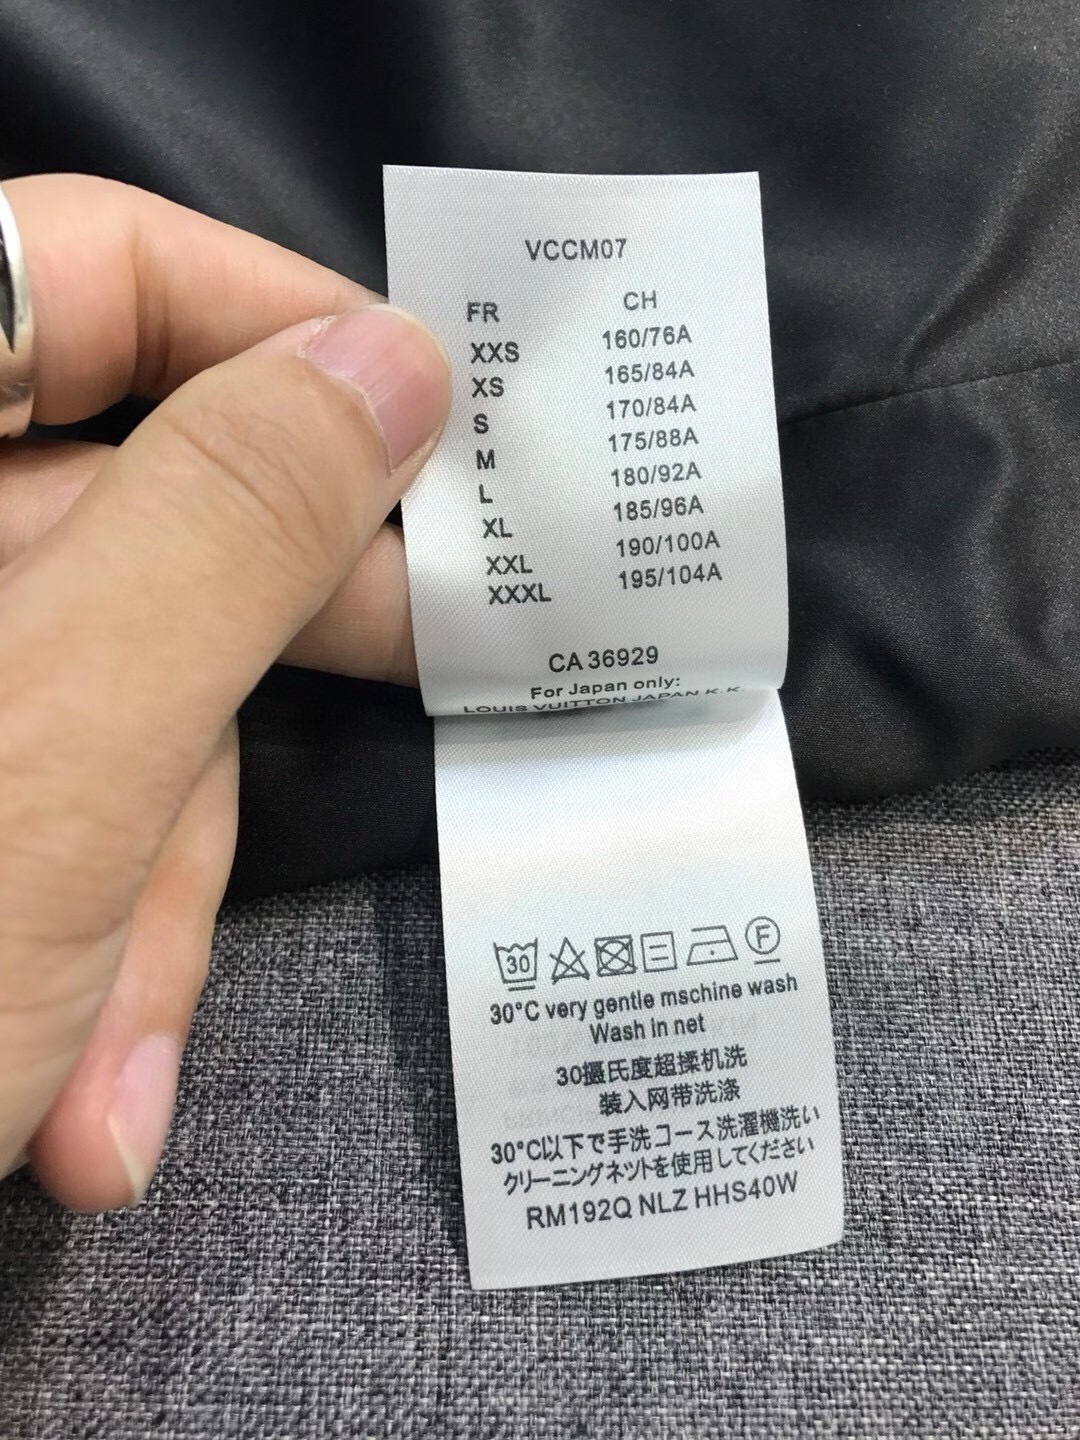 VCCM07
FR CH
XXS 160/76A
XS 165/84A
S 170/84A
M 175/88A
L 180/92A
XL 185/96A
XXL 190/100A
XXXL 195/104A
CA 36929
For Japan only:
LOUIS VUITTON JAPAN K.K.
30 F
30°C very gentle mschine wash
Wash in net
30摄氏度超揉机洗
装入网带洗涤
30°C以下で手洗コース洗濯機洗い
クリーニングネットを使用してください
RM192Q NLZ HHS40W